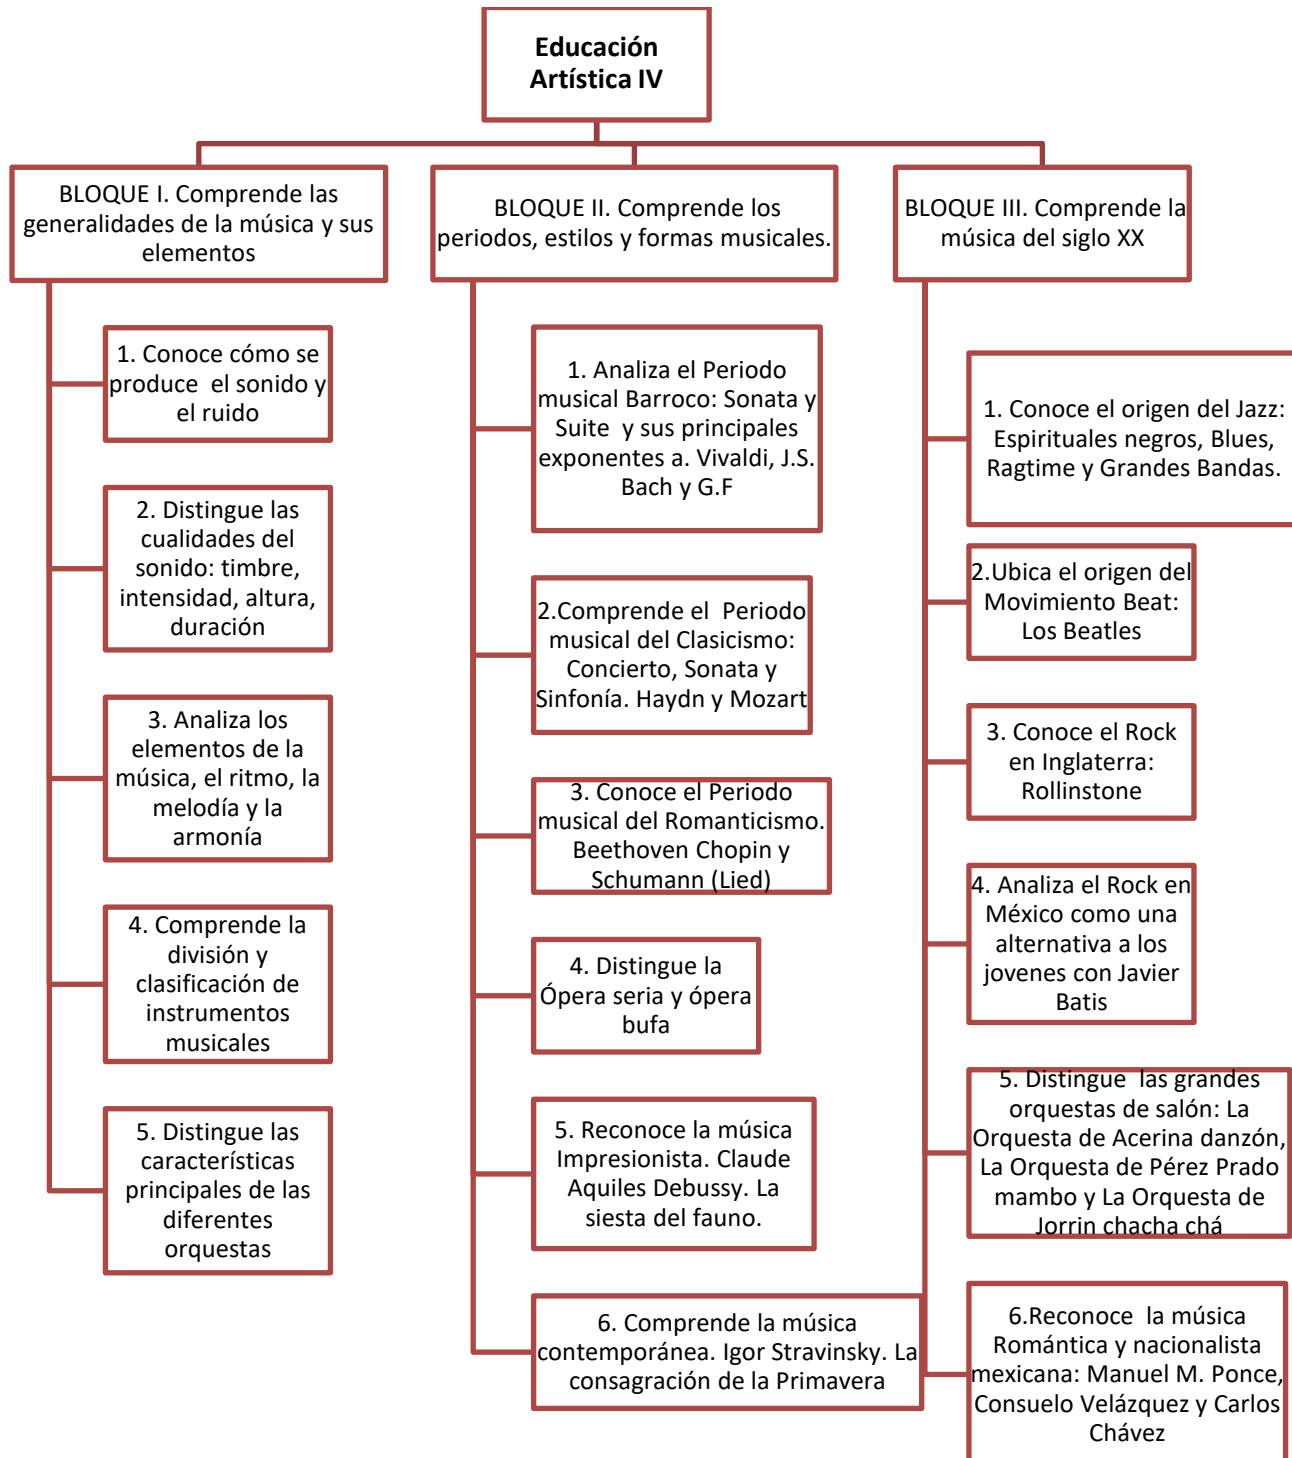 Educación
Artística IV
BLOQUE I. Comprende las
generalidades de la música y sus
elementos
1. Conoce cómo se
produce el sonido y
el ruido
2. Distingue las
cualidades del
sonido: timbre,
intensidad, altura,
duración
3. Analiza los
elementos de la
música, el ritmo, la
melodía y la
armonía
4. Comprende la
división y
clasificación de
instrumentos
musicales
5. Distingue las
características
principales de las
diferentes
orquestas
BLOQUE II. Comprende los
periodos, estilos y formas musicales.
1. Analiza el Periodo
musical Barroco: Sonata y
Suite y sus principales
exponentes a. Vivaldi, J.S.
Bach y G.F
2.Comprende el Periodo
musical del Clasicismo:
Concierto, Sonata y
Sinfonía. Haydn y Mozart
3. Conoce el Periodo
musical del Romanticismo.
Beethoven Chopin y
Schumann (Lied)
4. Distingue la
Ópera seria y ópera
bufa
5. Reconoce la música
Impresionista. Claude
Aquiles Debussy. La
siesta del fauno.
6. Comprende la música
contemporánea. Igor Stravinsky. La
consagración de la Primavera
BLOQUE III. Comprende la
música del siglo XX
1. Conoce el origen del Jazz:
Espirituales negros, Blues,
Ragtime y Grandes Bandas.
2.Ubica el origen del
Movimiento Beat:
Los Beatles
3. Conoce el Rock
en Inglaterra:
Rollinstone
4. Analiza el Rock en
México como una
alternativa a los
jovenes con Javier
Batis
5. Distingue las grandes
orquestas de salón: La
Orquesta de Acerina danzón,
La Orquesta de Pérez Prado
mambo y La Orquesta de
Jorrin chacha chá
6.Reconoce la música
Romántica y nacionalista
mexicana: Manuel M. Ponce,
Consuelo Velázquez y Carlos
Chávez